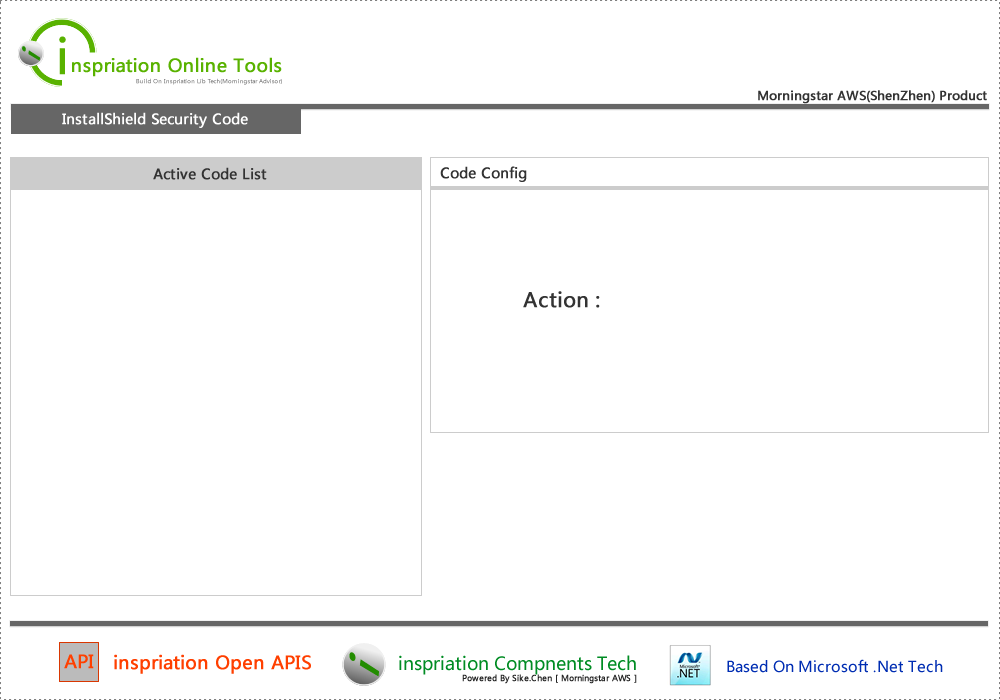 inspriation Online Tools
Build On Inspriation Lib Tech(Morningstar Advisor)
Morningstar AWS(ShenZhen) Product
InstallShield Security Code
Active Code List
Code Config
Action :
API
inspriation Open APIS
inspriation Compnents Tech
Powered By Sike.Chen [ Morningstar AWS ]
Microsoft
.NET
Based On Microsoft .Net Tech